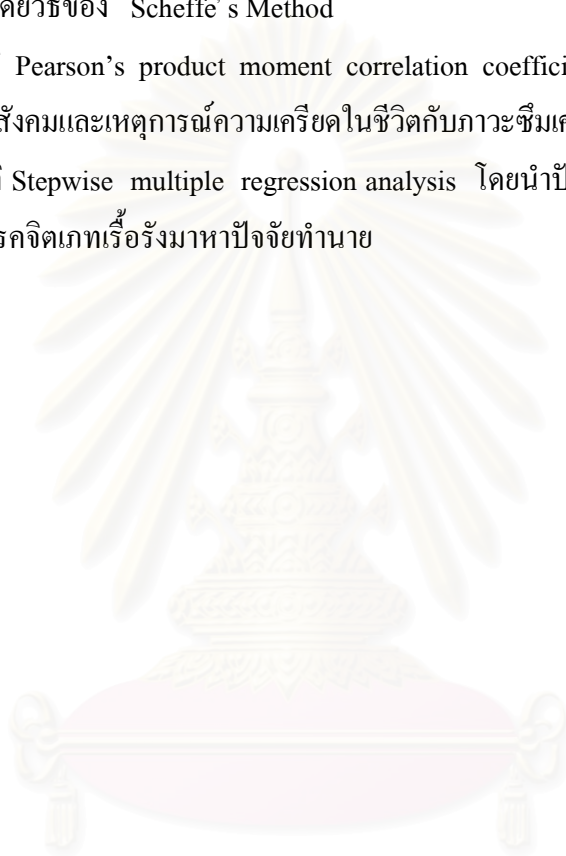 ดยวิธีของ Scheffe' s Method
Pearson's product moment correlation coeffici
สังคมและเหตุการณ์ความเครียดในชีวิตกับภาวะซึมเศ
Stepwise multiple regression analysis โดยนำปั
รคจิตเภทเรื้อรังมาหาปัจจัยทำนาย